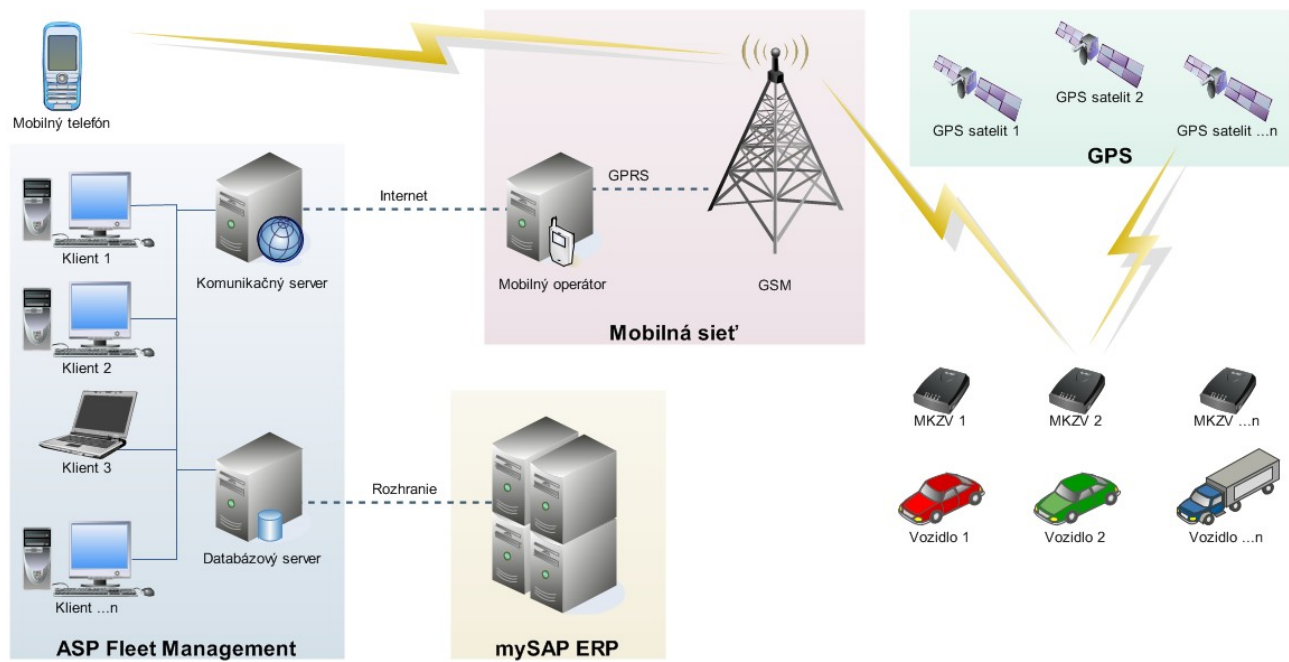 Mobilný telefón
GPS satelit 1
GPS satelit 2
GPS satelit ...n
GPS
Klient 1
Klient 2
Klient 3
Klient ...n
Komunikačný server
Databázový server
ASP Fleet Management
Internet
GPRS
Mobilný operátor
GSM
Mobilná sieť
Rozhranie
mySAP ERP
MKZV 1
MKZV 2
MKZV ...n
Vozidlo 1
Vozidlo 2
Vozidlo ...n